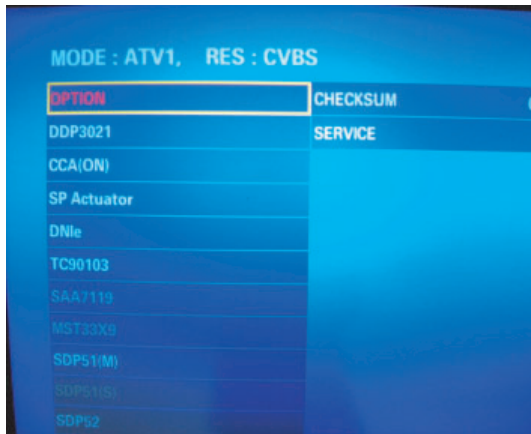 MODE : ATV1, RES : CVBS
OPTION
CHECKSUM
DDP3021
SERVICE
CCA(ON)
SP Actuator
DNIe
TC90103
SAA7119
MST33X9
SDP51(M)
SDP51(S)
SDP52